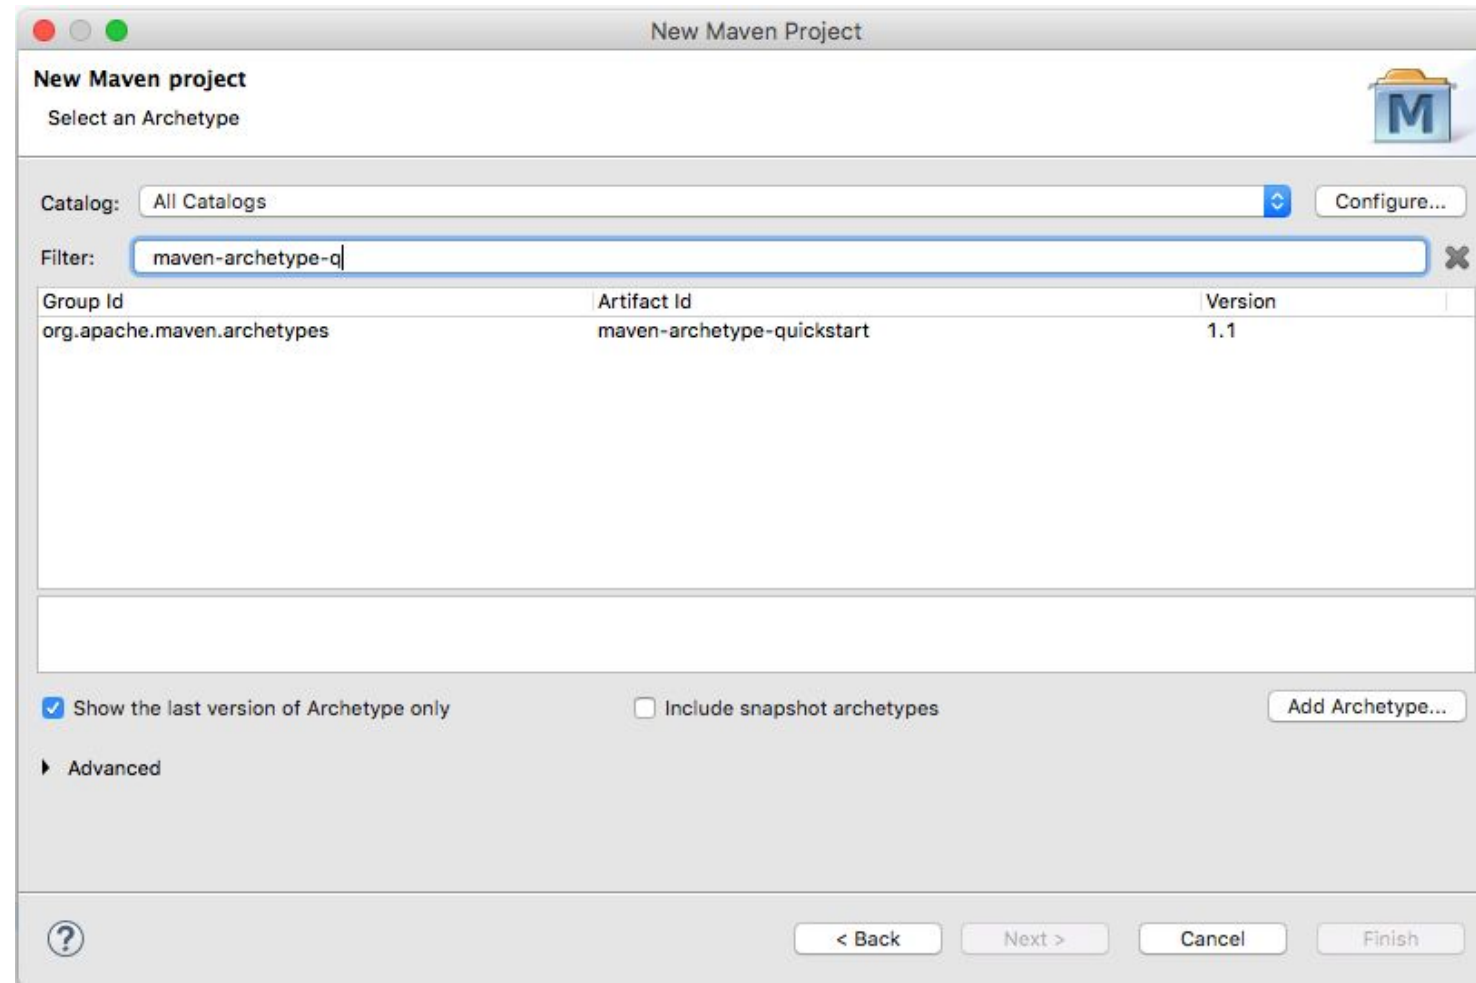 New Maven Project
New Maven project
Select an Archetype
M
Catalog: All Catalogs Configure...
Filter: maven-archetype-q
Group Id Artifact Id Version
org.apache.maven.archetypes maven-archetype-quickstart 1.1
Show the last version of Archetype only Include snapshot archetypes Add Archetype...
Advanced
? < Back Next > Cancel Finish